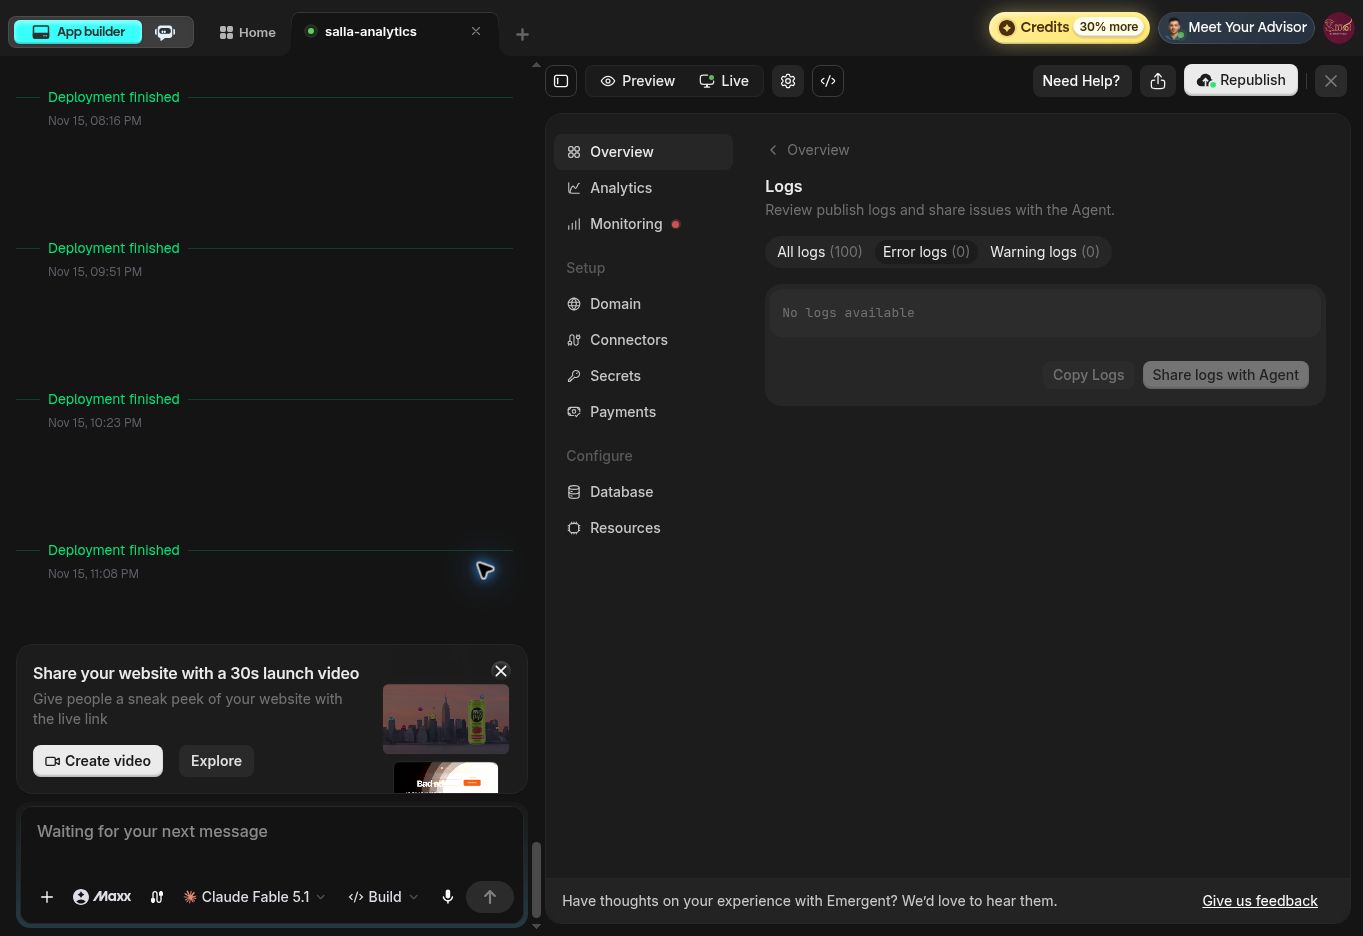 App builder
Home
salla-analytics
Credits 30% more
Meet Your Advisor
Deployment finished
Nov 15, 08:16 PM
Deployment finished
Nov 15, 09:51 PM
Deployment finished
Nov 15, 10:23 PM
Deployment finished
Nov 15, 11:08 PM
Share your website with a 30s launch video
Give people a sneak peek of your website with
the live link
Create video
Explore
Waiting for your next message
Maxx
Claude Fable 5.1
Build
Preview
Live
Need Help?
Republish
Overview
Analytics
Monitoring
Setup
Domain
Connectors
Secrets
Payments
Configure
Database
Resources
Overview
Logs
Review publish logs and share issues with the Agent.
All logs (100)
Error logs (0)
Warning logs (0)
No logs available
Copy Logs
Share logs with Agent
Have thoughts on your experience with Emergent? We'd love to hear them.
Give us feedback